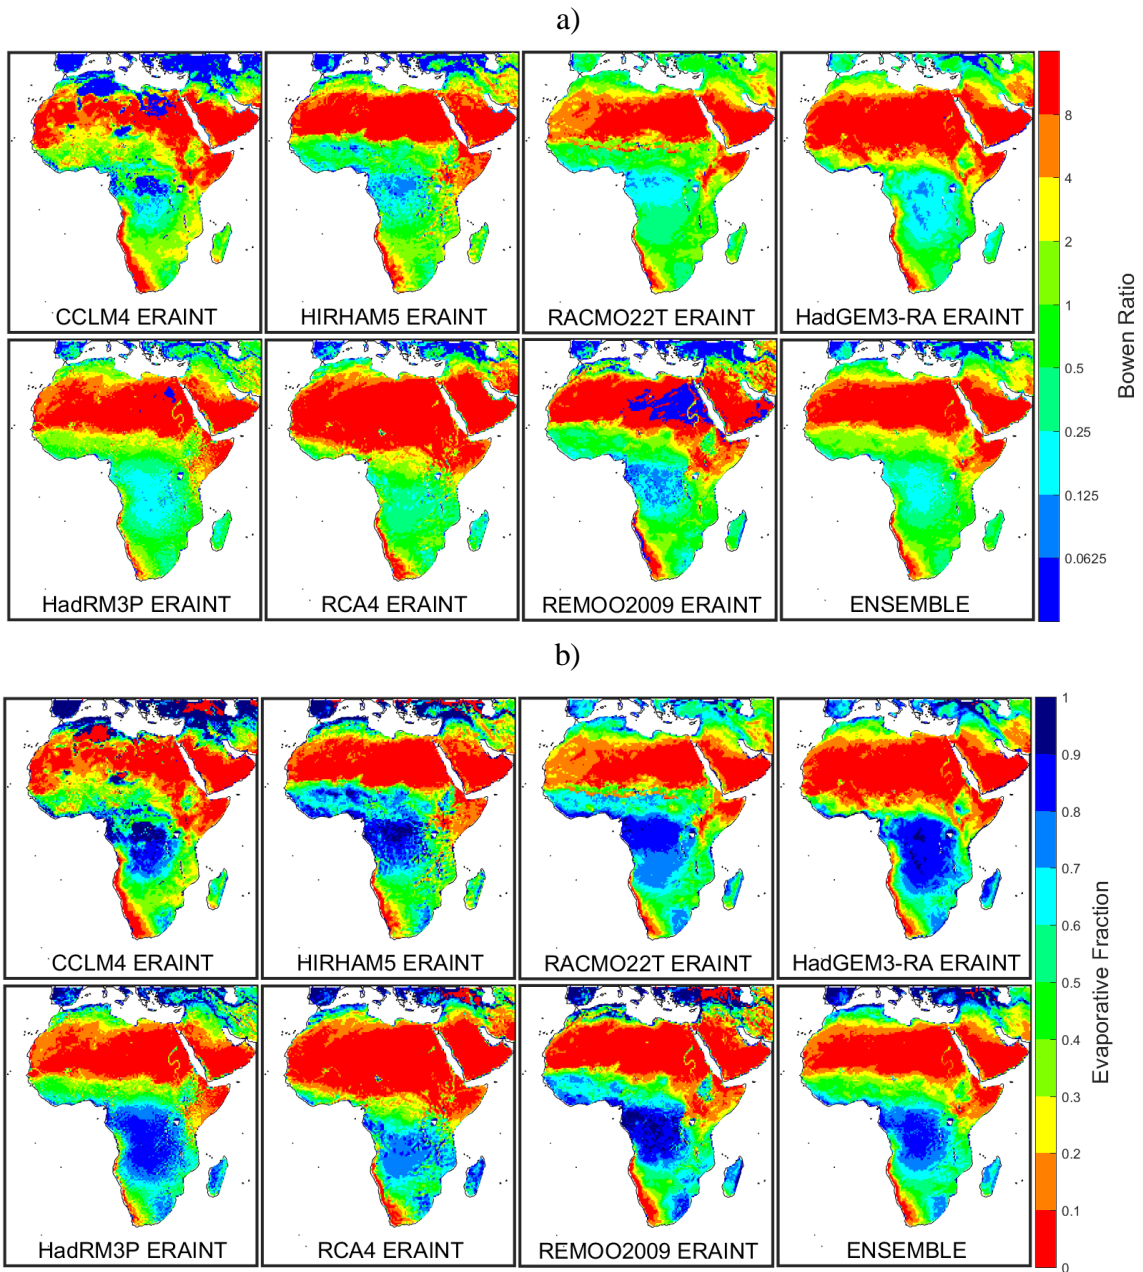 a)
CCLM4 ERAINT
HIRHAM5 ERAINT
RACMO22T ERAINT
HadGEM3-RA ERAINT
HadRM3P ERAINT
RCA4 ERAINT
REMOO2009 ERAINT
ENSEMBLE
8
4
2
1
0.5
0.25
0.125
0.0625
Bowen Ratio
b)
CCLM4 ERAINT
HIRHAM5 ERAINT
RACMO22T ERAINT
HadGEM3-RA ERAINT
HadRM3P ERAINT
RCA4 ERAINT
REMOO2009 ERAINT
ENSEMBLE
1
0.9
0.8
0.7
0.6
0.5
0.4
0.3
0.2
0.1
0
Evaporative Fraction